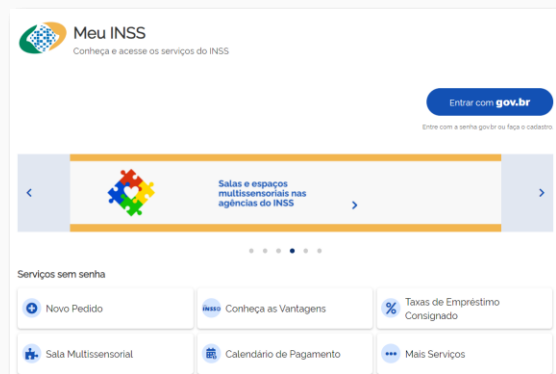 Meu INSS
Conheça e acesse os serviços do INSS
Entrar com gov.br
Entre com a senha gov.br ou faça o cadastro
Salas e espaços
multissensoriais nas
agências do INSS
Serviços sem senha
Novo Pedido
Conheça as Vantagens
Taxas de Empréstimo
Consignado
Sala Multissensorial
Calendário de Pagamento
Mais Serviços